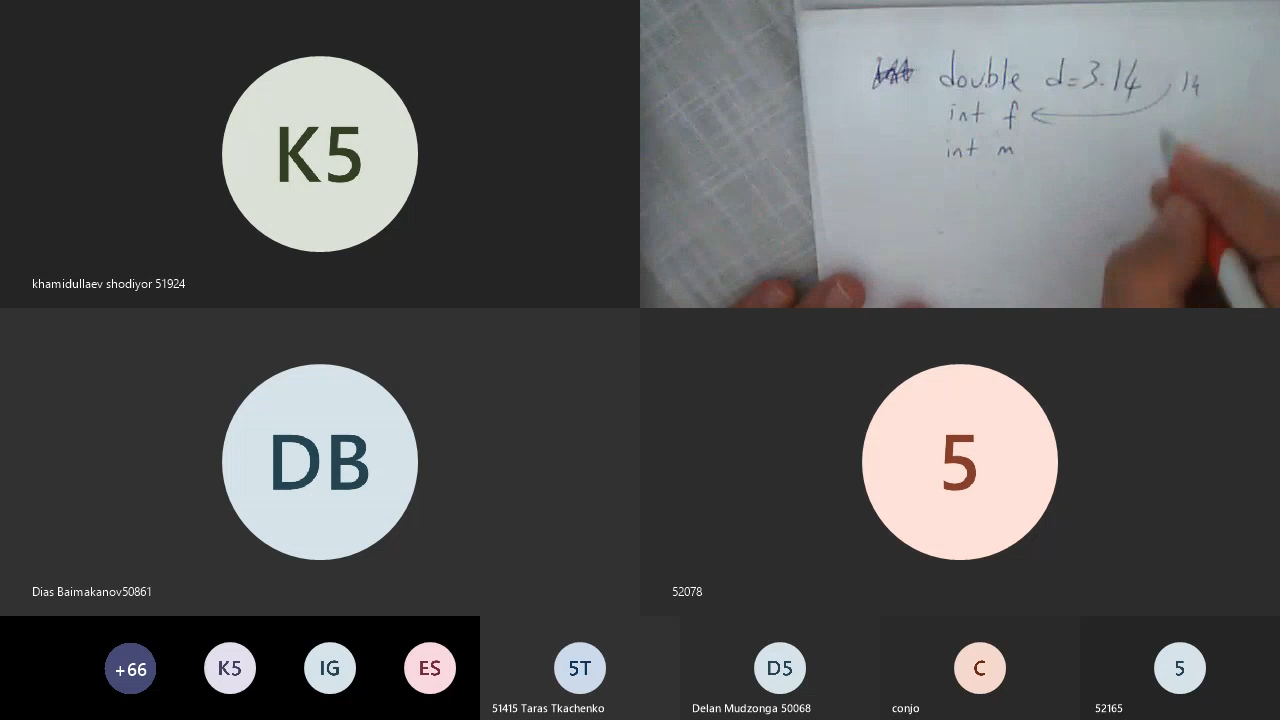 K5
khamidullaev shodiyor 51924
double d=3.14 , 14
int f
int m
DB
Dias Baimakanov50861
5
52078
+66
K5
IG
ES
5T
51415 Taras Tkachenko
D5
Delan Mudzonga 50068
C
conjo
5
52165